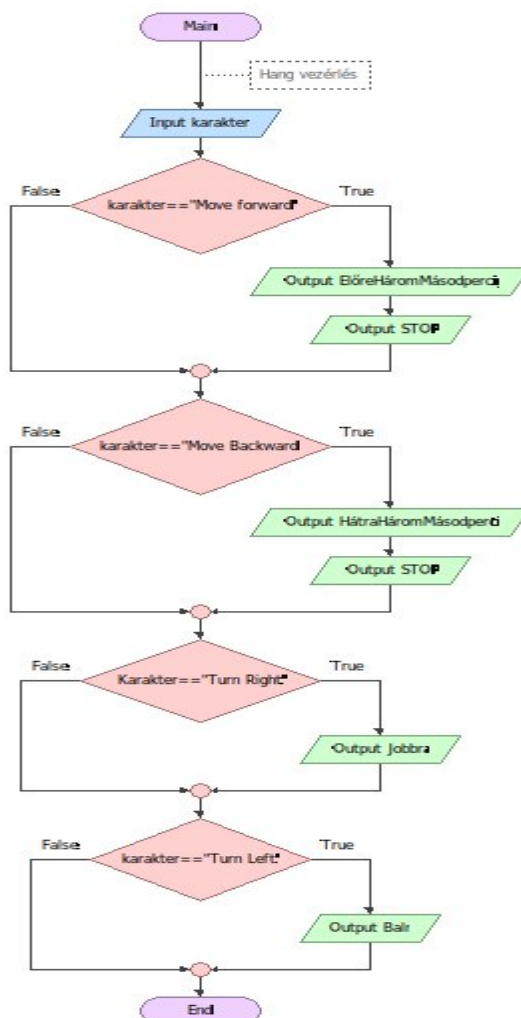 Main
Hang vezérlés
Input karakter
False
True
karakter=="Move forward"
Output ElőreHáromMásodperci
Output STOP
False
True
karakter=="Move Backward
Output HátraHáromMásodperci
Output STOP
False
True
Karakter=="Turn Right"
Output Jobbra
False
True
karakter=="Turn Left"
Output Balr
End